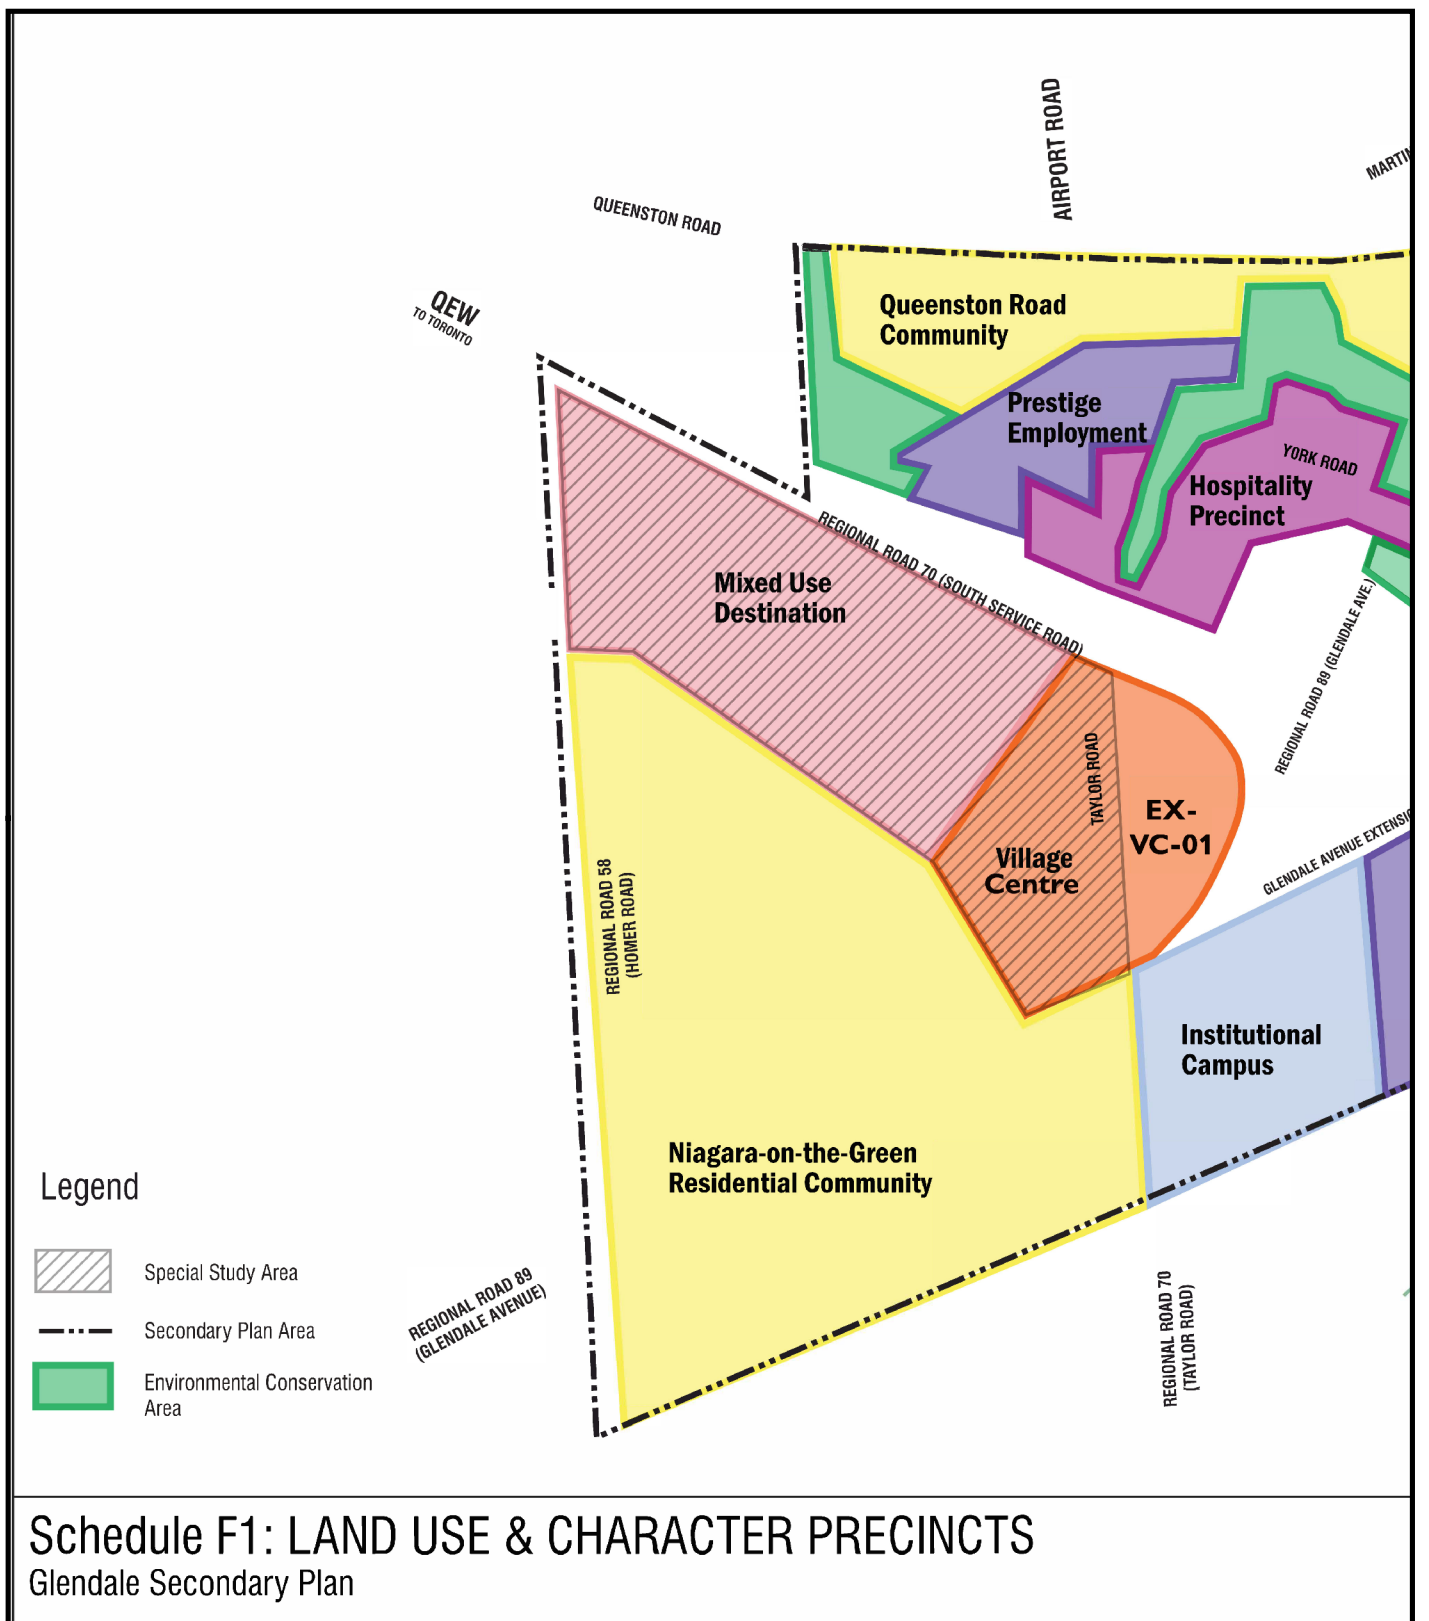 AIRPORT ROAD
QUEENSTON ROAD
QEW
TO TORONTO
Queenston Road
Community
Prestige
Employment
YORK ROAD
Hospitality
Precinct
REGIONAL ROAD 70 (SOUTH SERVICE ROAD)
Mixed Use
Destination
REGIONAL ROAD 89 (GLENDALE AVE.)
TAYLOR ROAD
EX-
VC-01
Village
Centre
GLENDALE AVENUE
REGIONAL ROAD 58
(HOMER ROAD)
Institutional
Campus
Niagara-on-the-Green
Residential Community
Legend
Special Study Area
Secondary Plan Area
Environmental Conservation
Area
REGIONAL ROAD 89
(GLENDALE AVENUE)
REGIONAL ROAD 70
(TAYLOR ROAD)
Schedule F1: LAND USE & CHARACTER PRECINCTS
Glendale Secondary Plan